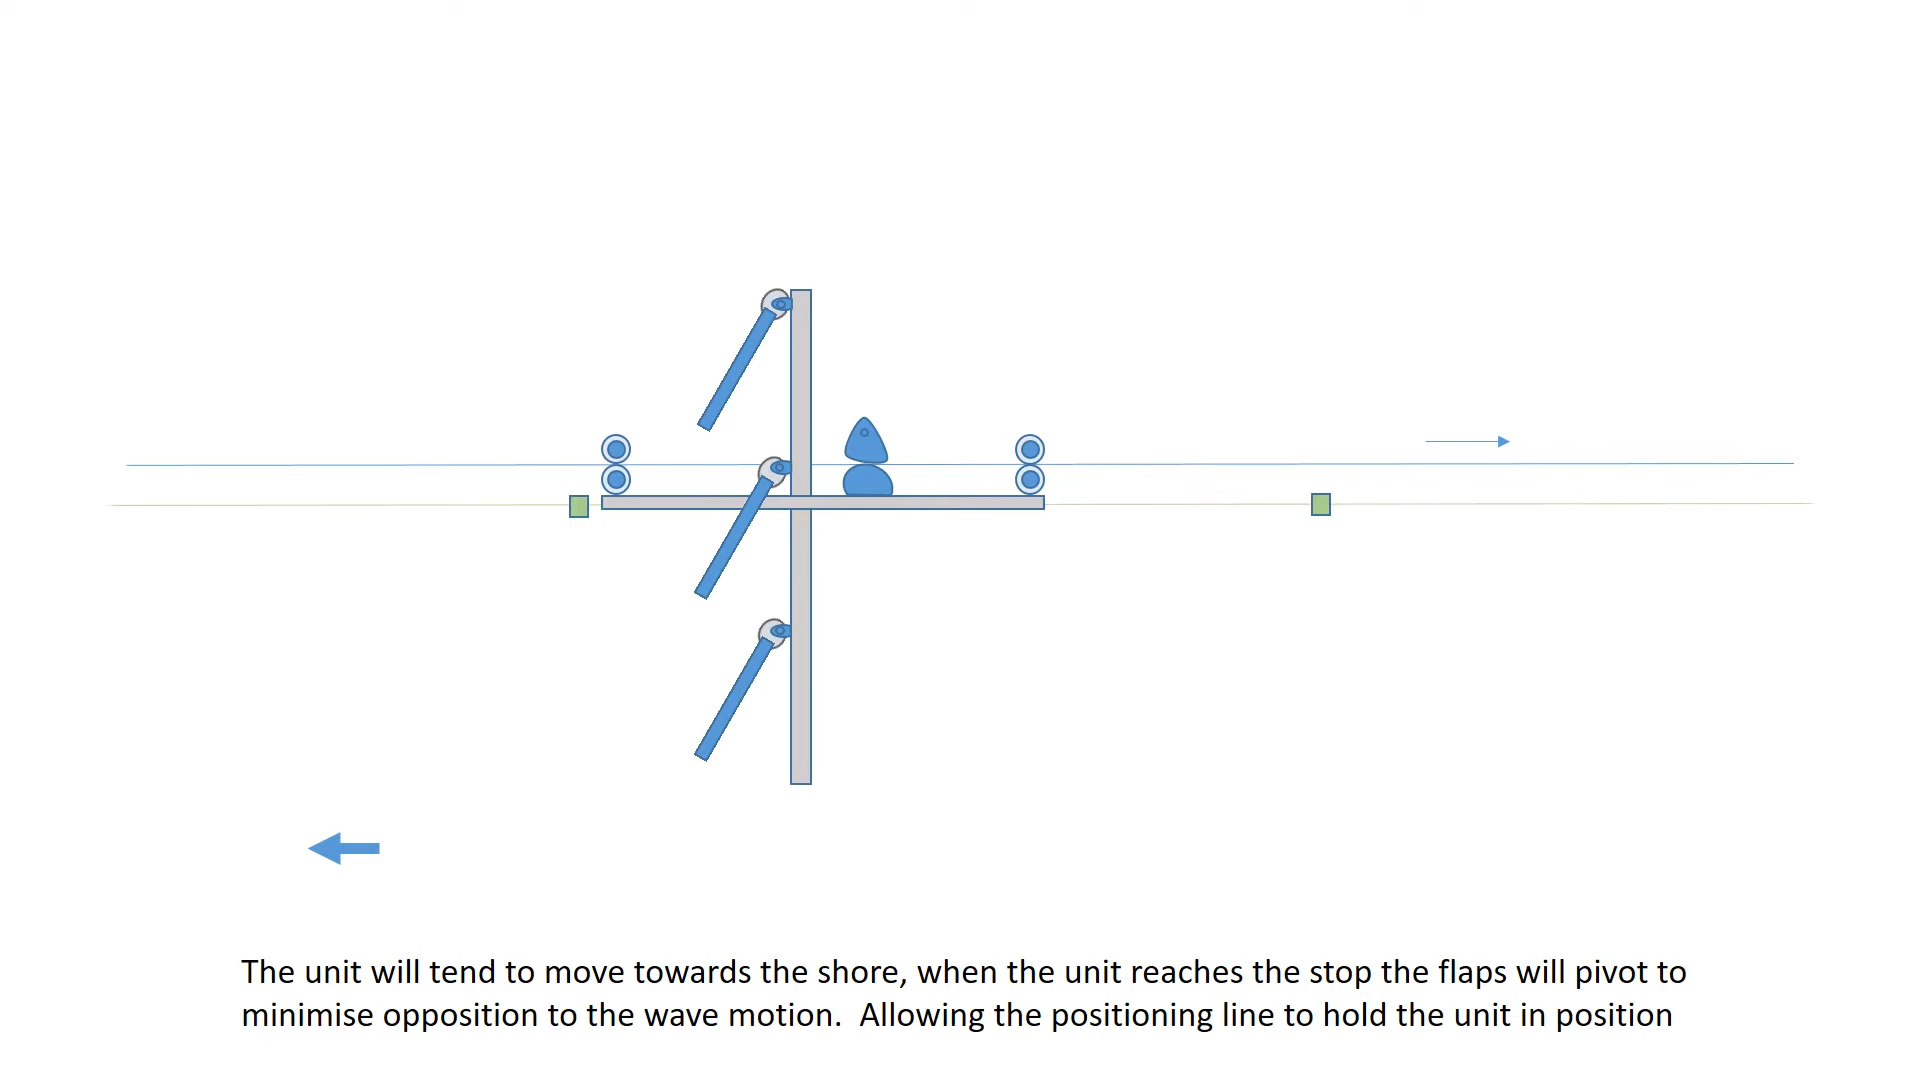 The unit will tend to move towards the shore, when the unit reaches the stop the flaps will pivot to
minimise opposition to the wave motion.  Allowing the positioning line to hold the unit in position